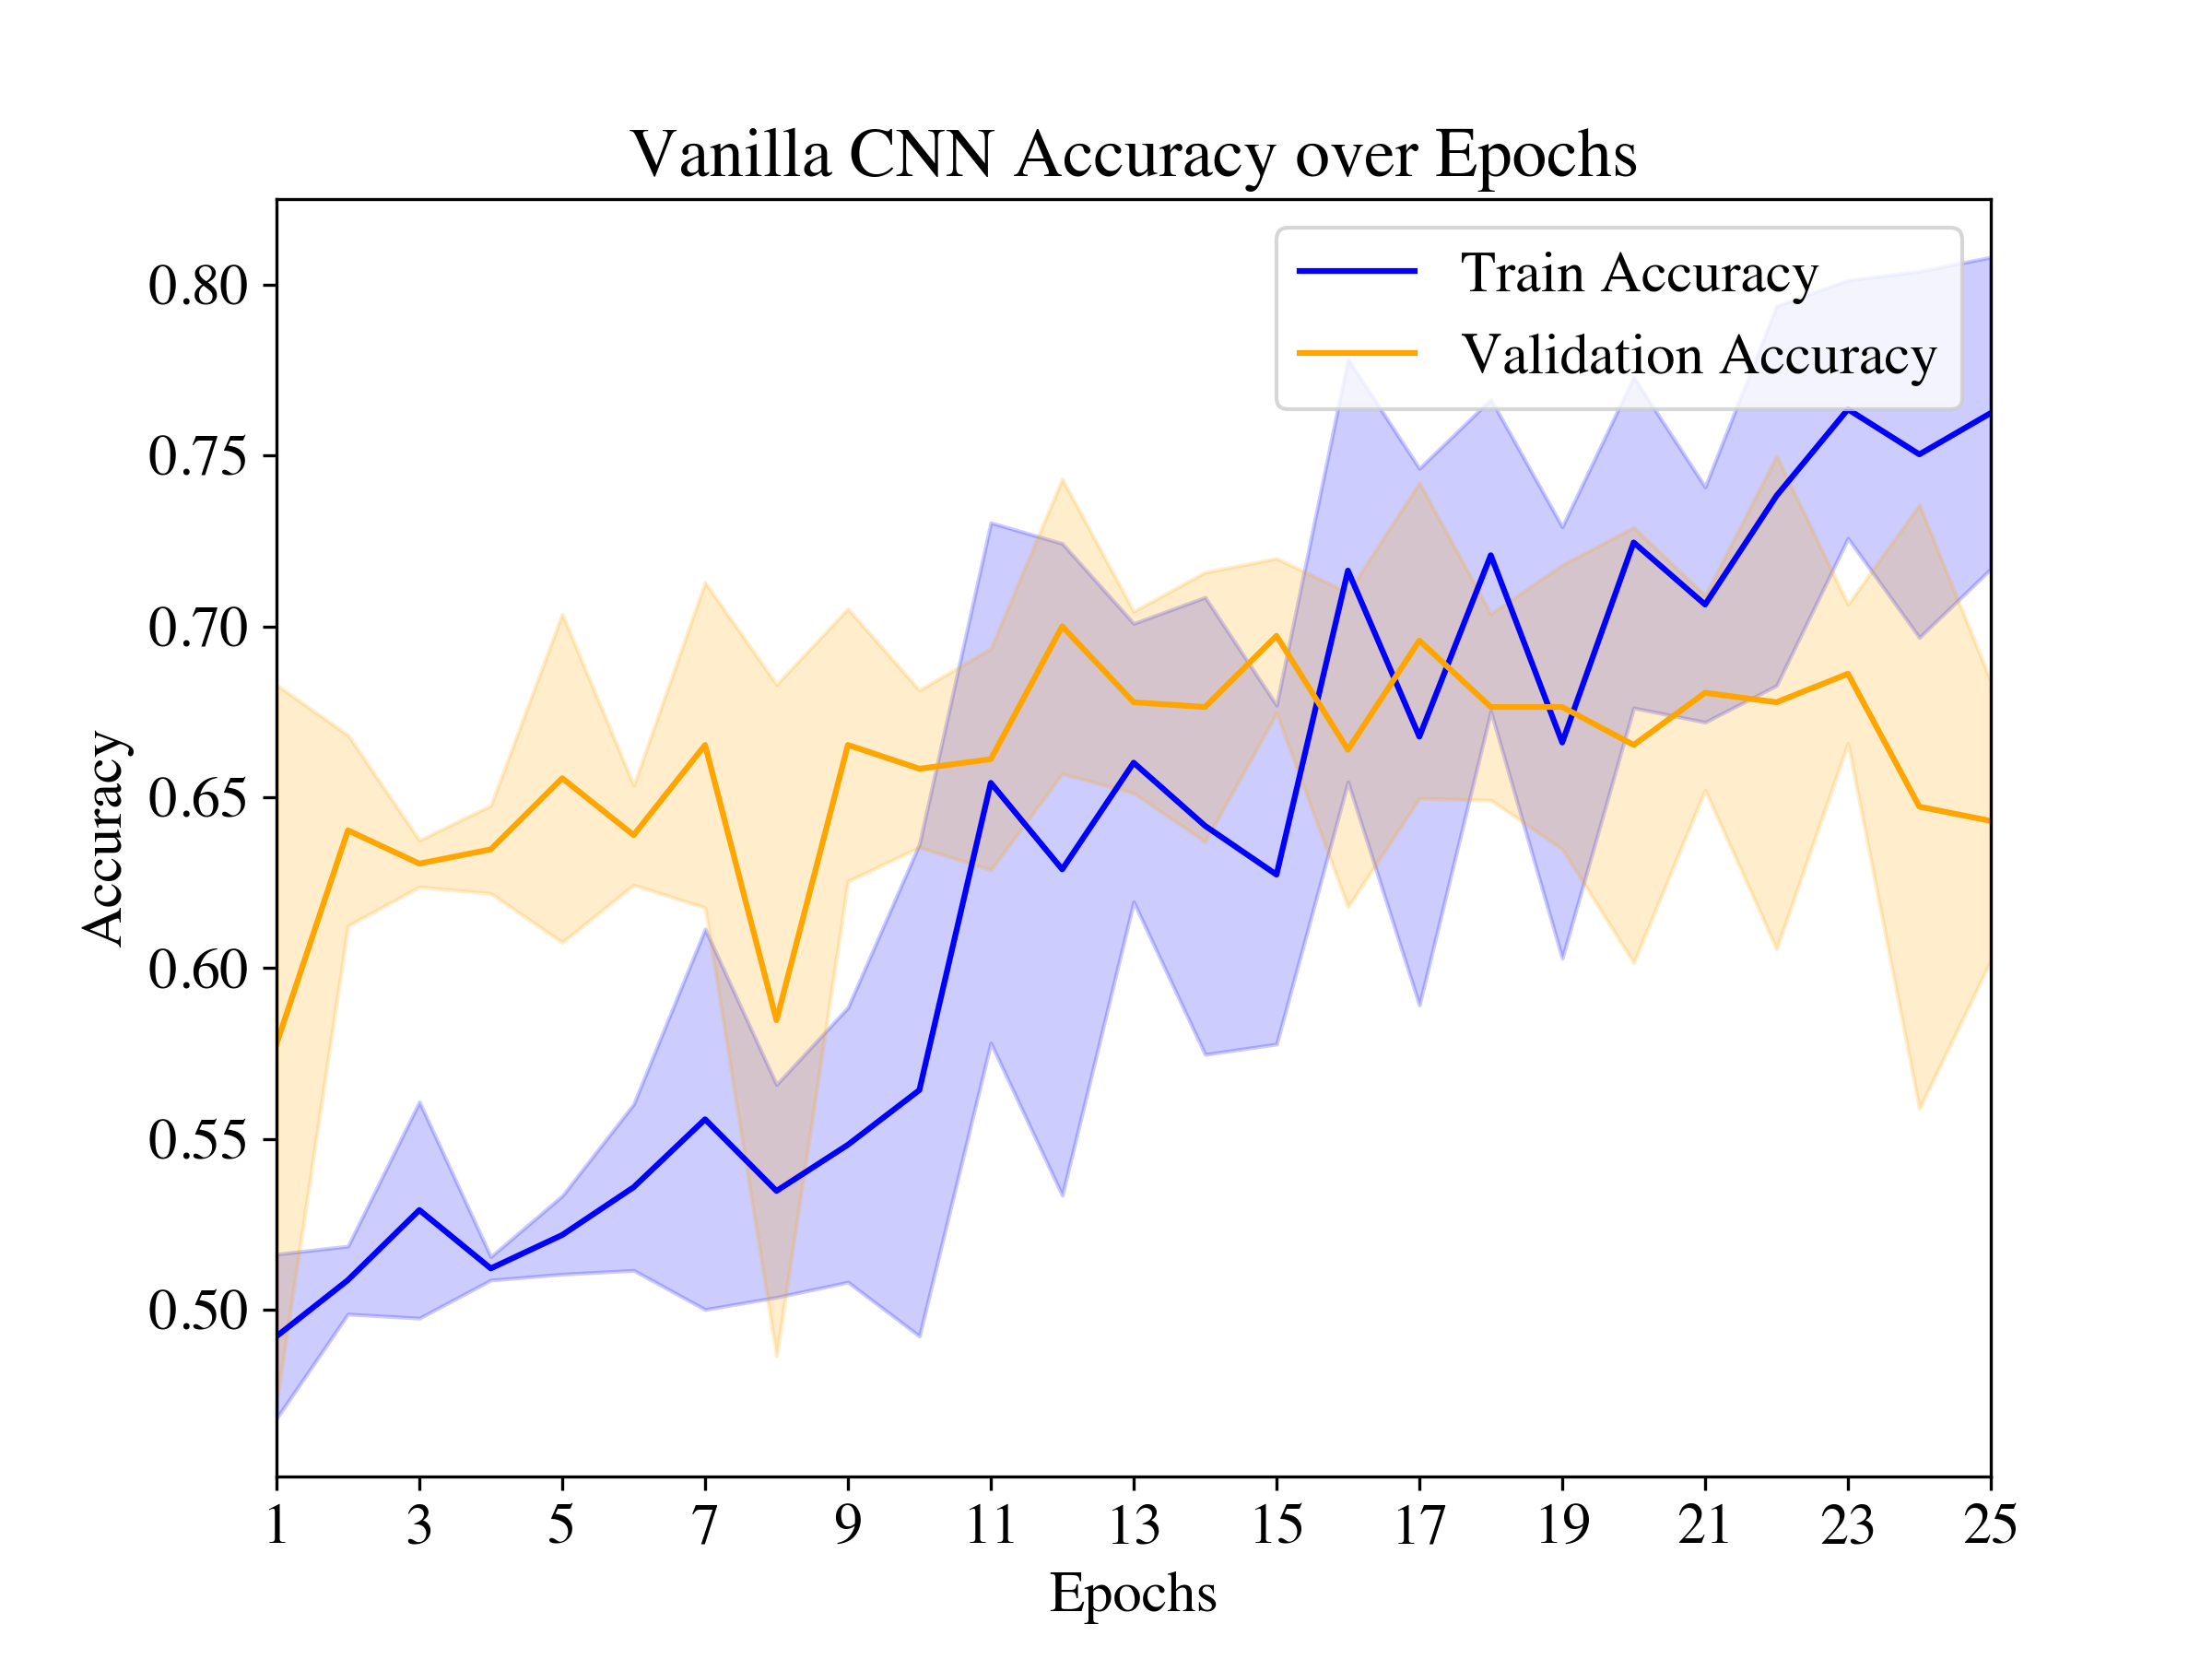 Vanilla CNN Accuracy over Epochs
Train Accuracy
Validation Accuracy
Accuracy
0.80
0.75
0.70
0.65
0.60
0.55
0.50
1 3 5 7 9 11 13 15 17 19 21 23 25
Epochs